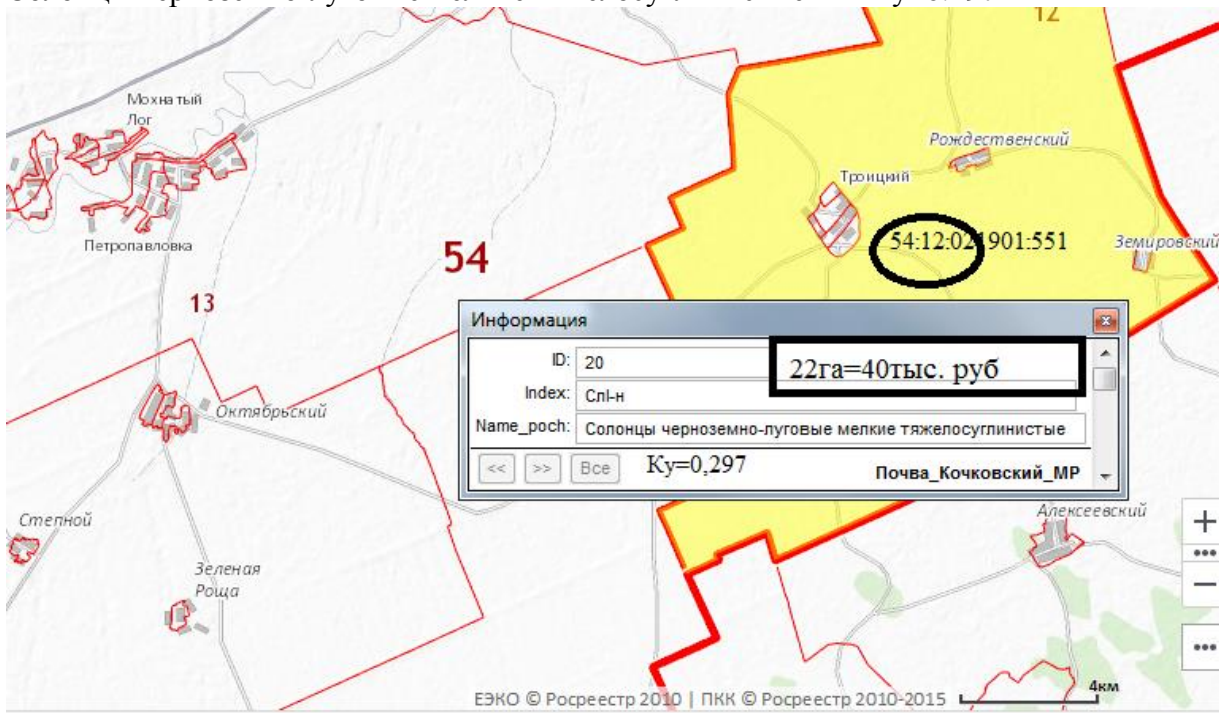 12
Мохнатый
Лог
Рождественский
Троицкий
Петропавловка
54
54:12:021901:551
Земировский
13
Информация
ID: 20
22га=40тыс. руб
Index: Слl-н
Name_poch: Солонцы черноземно-луговые мелкие тяжелосуглинистые
<< >> Все Ку=0,297 Почва_Кочковский_МР
Октябрьский
Степной
Алексеевский
Зеленая
Роща
4км
ЕЭКО © Росреестр 2010 | ПКК © Росреестр 2010-2015